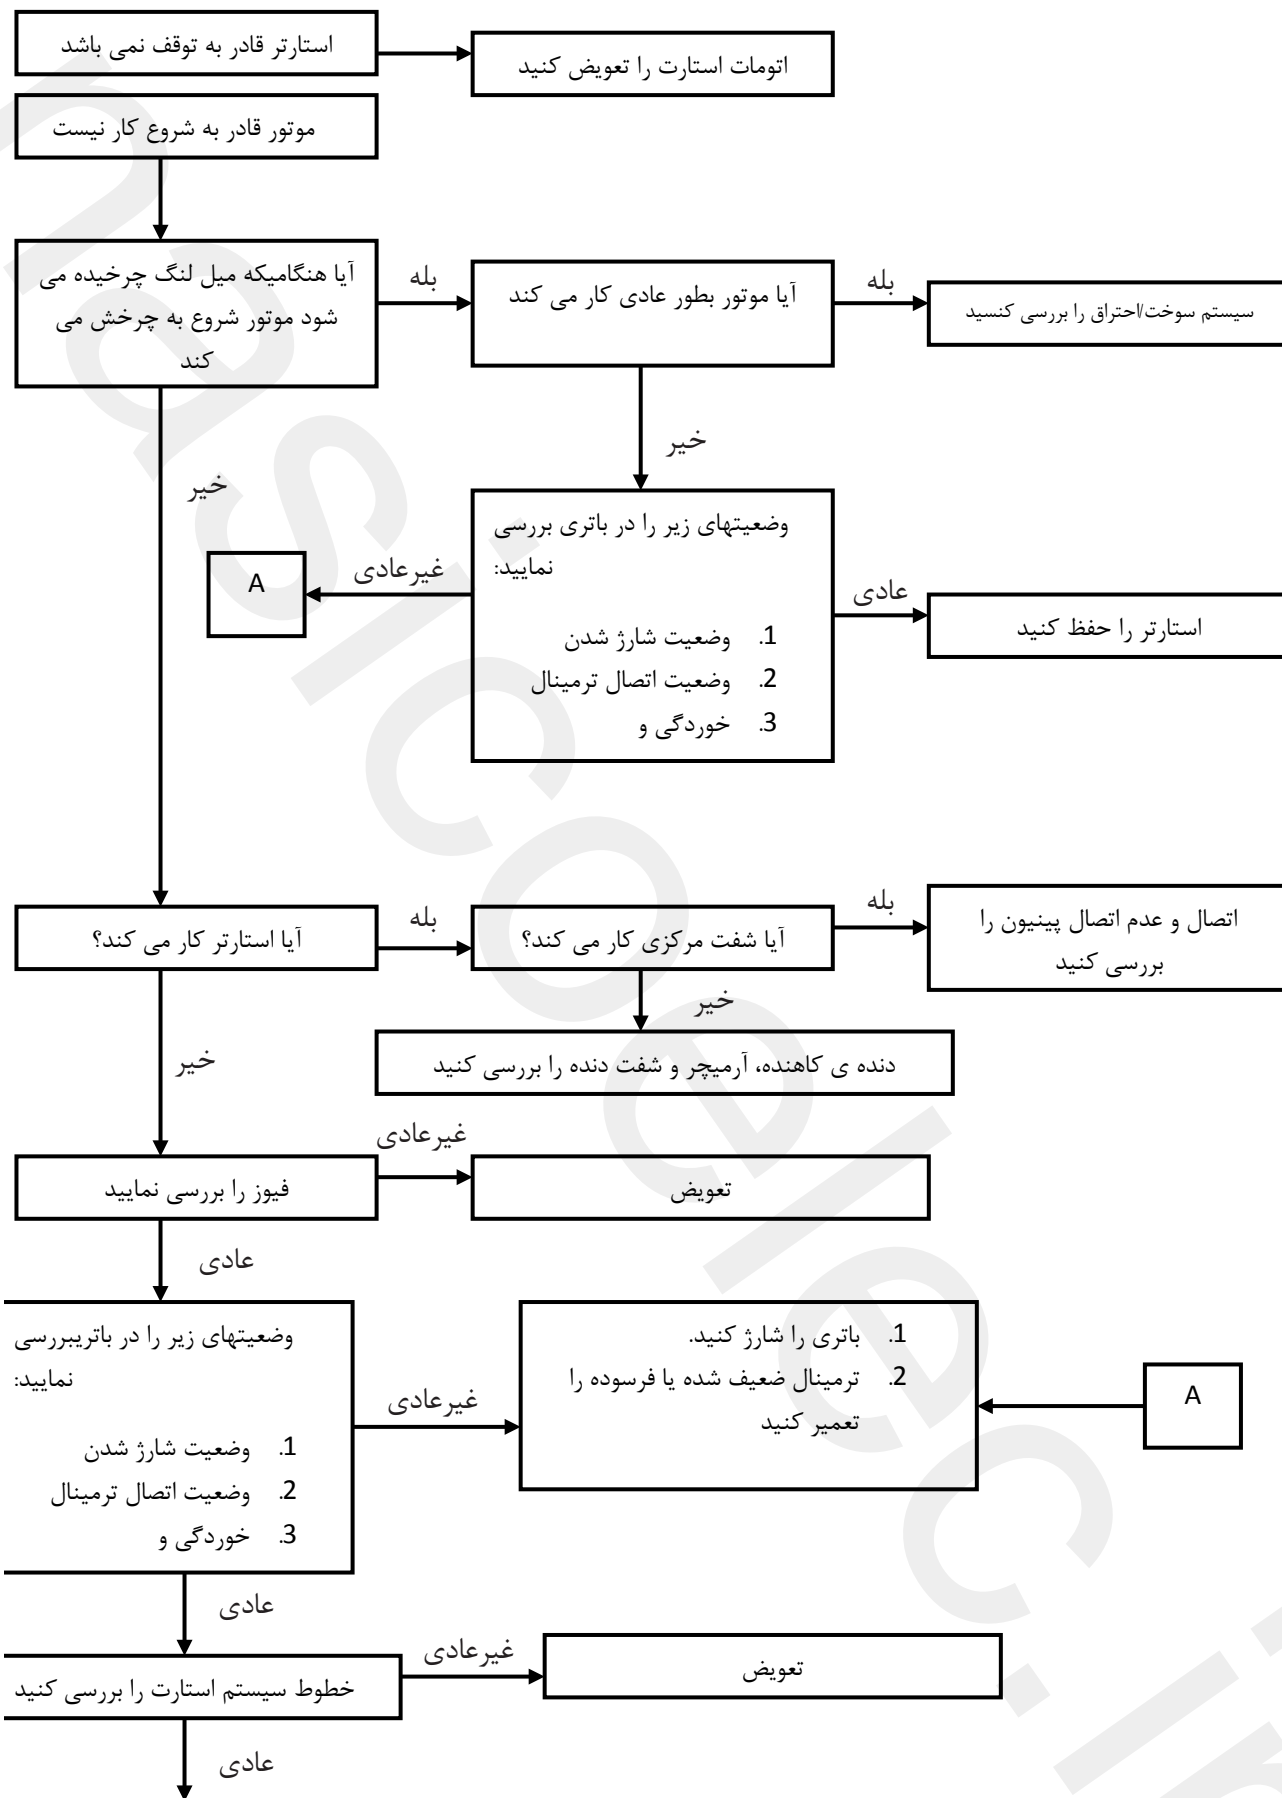 استارتر قادر به توقف نمی باشد
اتومات استارت را تعویض کنید
موتور قادر به شروع کار نیست
آیا هنگامیکه میل لنگ چرخیده می
شود موتور شروع به چرخش می
کند
بله
آیا موتور بطور عادی کار می کند
بله
سیستم سوخت/احتراق را بررسی کنسید
خیر
خیر
وضعیتهای زیر را در باتری بررسی
نمایید:
1. وضعیت شارژ شدن
2. وضعیت اتصال ترمینال
3. خوردگی و
غیرعادی
A
عادی
استارتر را حفظ کنید
آیا استارتر کار می کند؟
بله
آیا شفت مرکزی کار می کند؟
بله
اتصال و عدم اتصال پینیون را
بررسی کنید
خیر
دنده ی کاهنده، آرمیچر و شفت دنده را بررسی کنید
خیر
فیوز را بررسی نمایید
غیرعادی
تعویض
عادی
وضعیتهای زیر را در باتریبررسی
نمایید:
1. وضعیت شارژ شدن
2. وضعیت اتصال ترمینال
3. خوردگی و
غیرعادی
1. باتری را شارژ کنید.
2. ترمینال ضعیف شده یا فرسوده را
تعمیر کنید
A
عادی
خطوط سیستم استارت را بررسی کنید
غیرعادی
تعویض
عادی